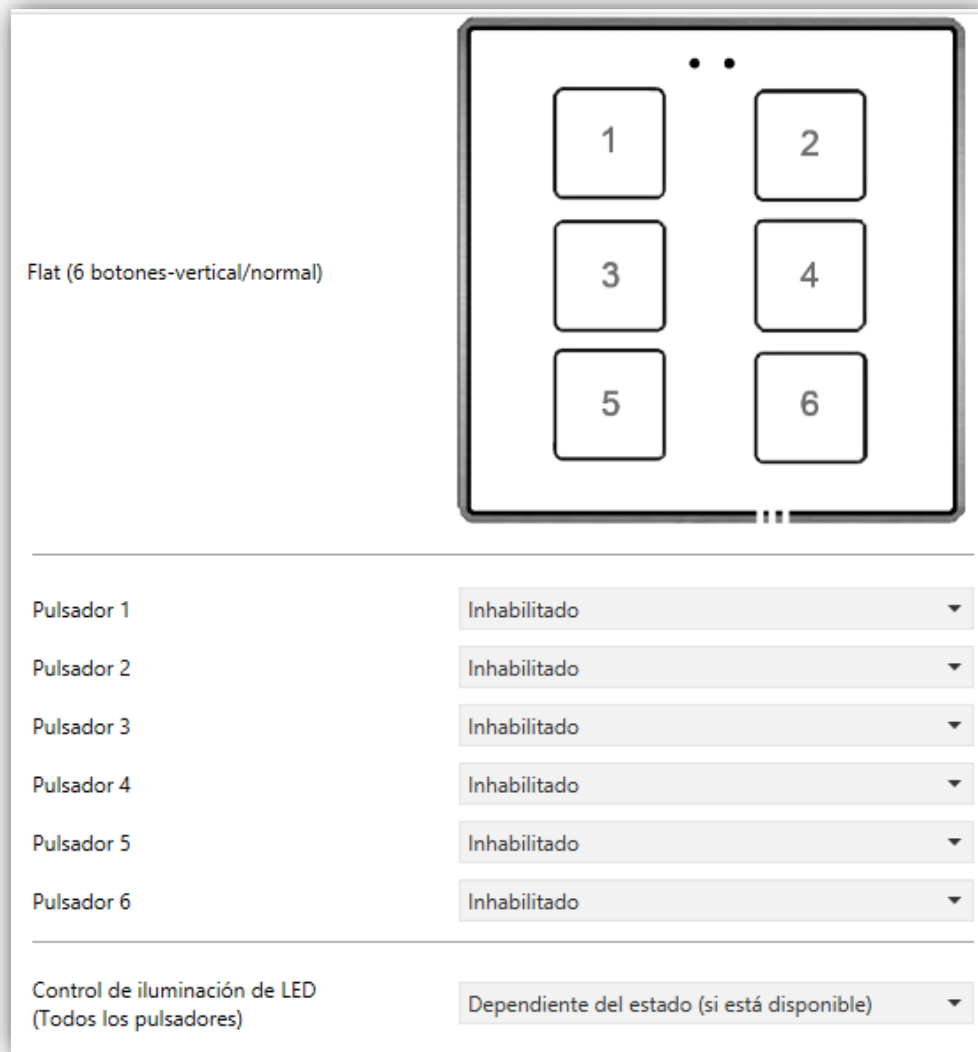 1 2
Flat (6 botones-vertical/normal)
3 4
5 6
Pulsador 1 Inhabilitado
Pulsador 2 Inhabilitado
Pulsador 3 Inhabilitado
Pulsador 4 Inhabilitado
Pulsador 5 Inhabilitado
Pulsador 6 Inhabilitado
Control de iluminación de LED
(Todos los pulsadores)
Dependiente del estado (si está disponible)